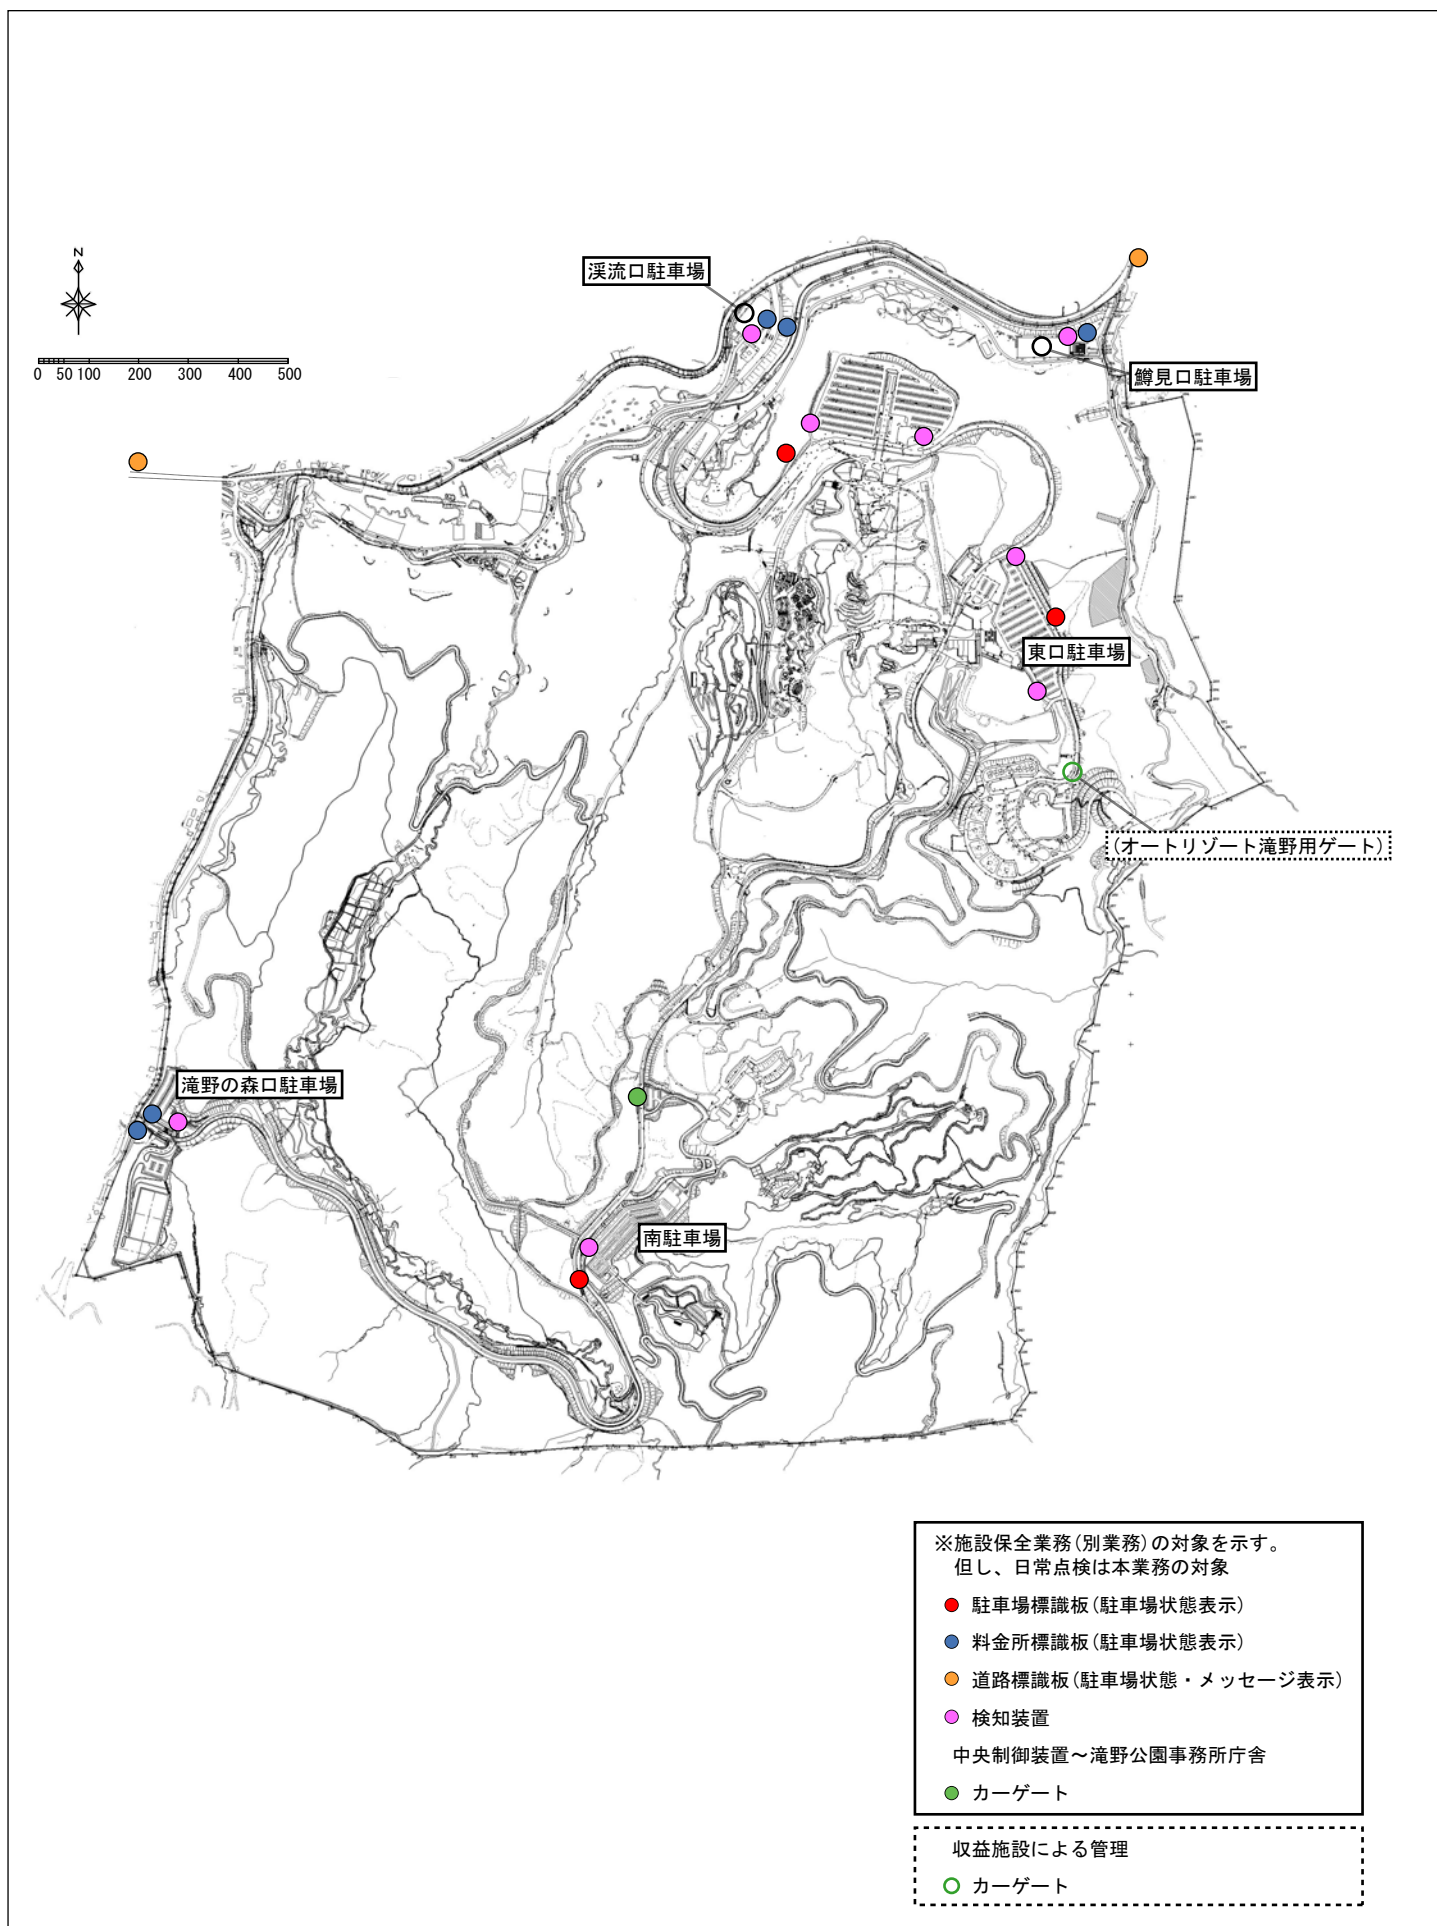 N
0 50 100 200 300 400 500
渓流口駐車場
鱒見口駐車場
東口駐車場
(オートリゾート滝野用ゲート)
滝野の森口駐車場
南駐車場
※施設保全業務(別業務)の対象を示す。
但し、日常点検は本業務の対象
駐車場標識板(駐車場状態表示)
料金所標識板(駐車場状態表示)
道路標識板(駐車場状態・メッセージ表示)
検知装置
中央制御装置～滝野公園事務所庁舎
カーゲート
収益施設による管理
カーゲート